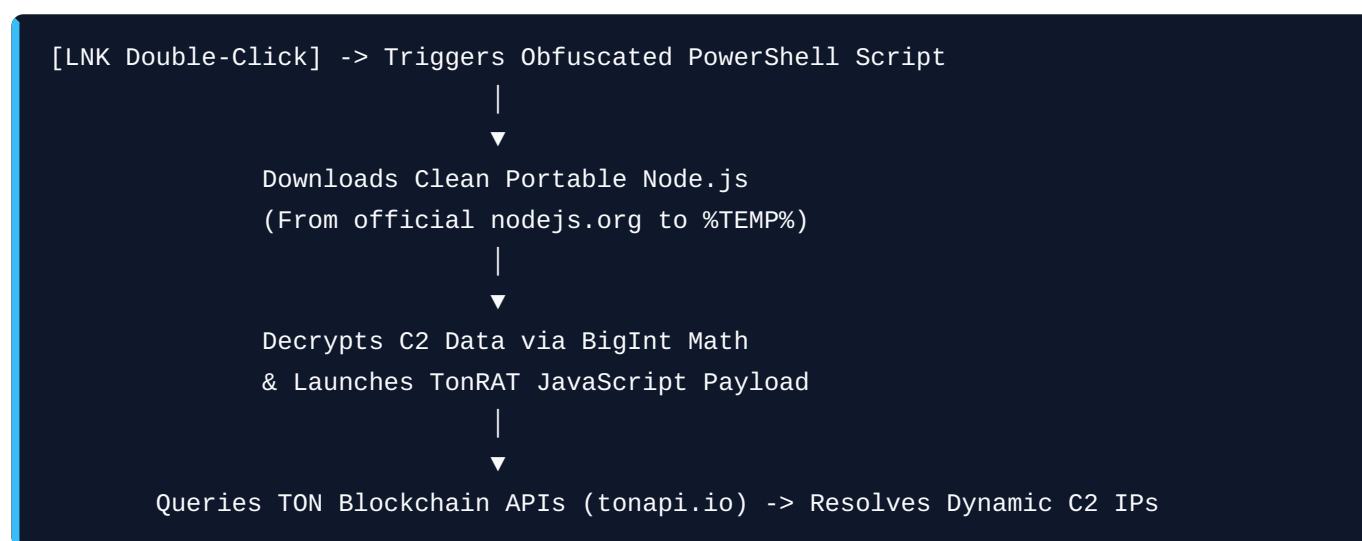 [LNK Double-Click] -> Triggers Obfuscated PowerShell Script
│
▼
Downloads Clean Portable Node.js
(From official nodejs.org to %TEMP%)
│
▼
Decrypts C2 Data via BigInt Math
& Launches TonRAT JavaScript Payload
│
▼
Queries TON Blockchain APIs (tonapi.io) -> Resolves Dynamic C2 IPs